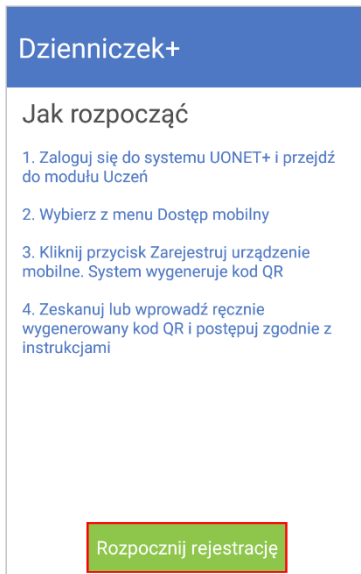 Dzienniczek+
Jak rozpocząć
1. Zaloguj się do systemu UONET+ i przejdź
do modułu Uczeń
2. Wybierz z menu Dostęp mobilny
3. Kliknij przycisk Zarejestruj urządzenie
mobilne. System wygeneruje kod QR
4. Zeskanuj lub wprowadź ręcznie
wygenerowany kod QR i postępuj zgodnie z
instrukcjami
Rozpocznij rejestrację